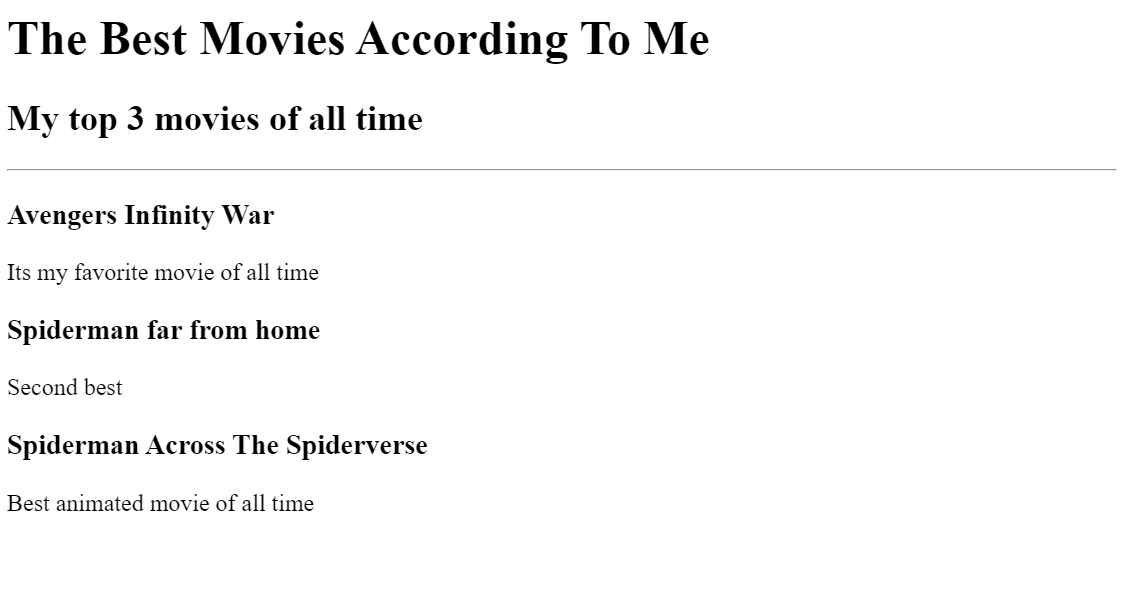 The Best Movies According To Me
My top 3 movies of all time
Avengers Infinity War
Its my favorite movie of all time
Spiderman far from home
Second best
Spiderman Across The Spiderverse
Best animated movie of all time